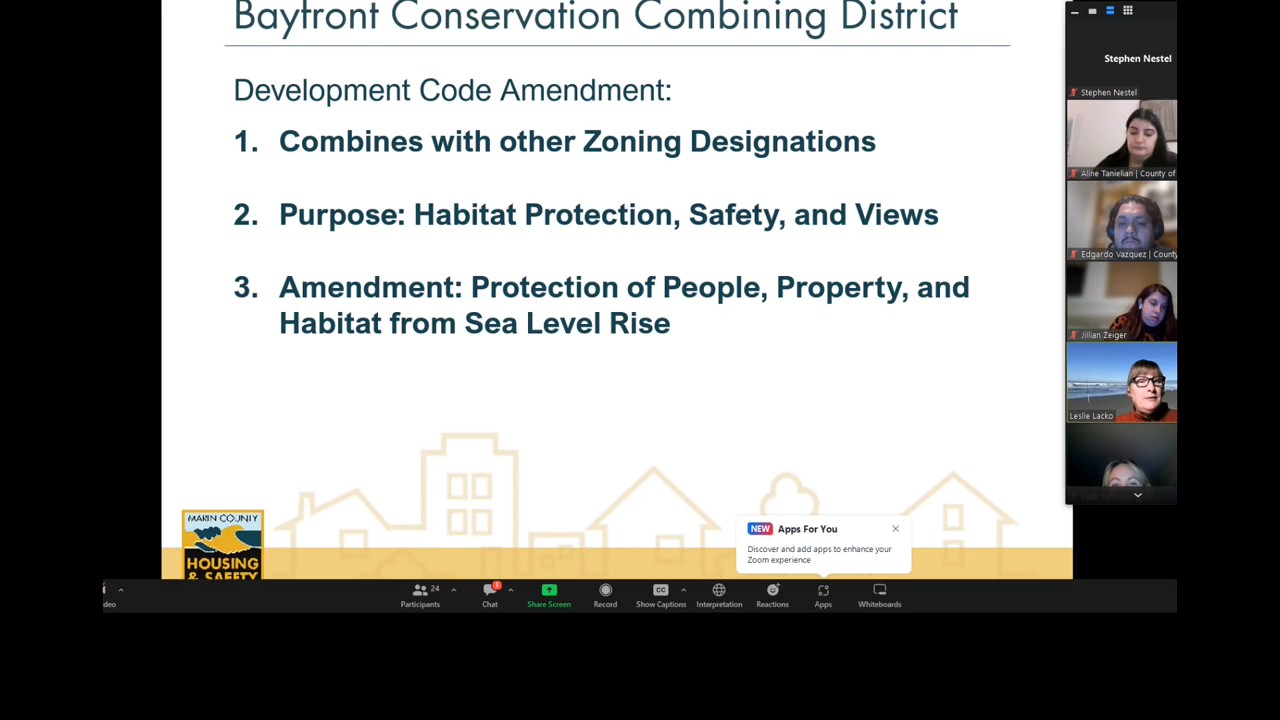 Bayfront Conservation Combining District
Development Code Amendment:
1. Combines with other Zoning Designations
2. Purpose: Habitat Protection, Safety, and Views
3. Amendment: Protection of People, Property, and
Habitat from Sea Level Rise
MARIN COUNTY
HOUSING
& SAFETY
Stephen Nestel
Stephen Nestel
Aline Tanielian | County of
Edgardo Vazquez | County
Jillian Zeiger
Leslie Lacko
NEW Apps For You
Discover and add apps to enhance your
Zoom experience
deo
24
Participants
1
Chat
Share Screen
Record
CC
Show Captions
Interpretation
Reactions
Apps
Whiteboards